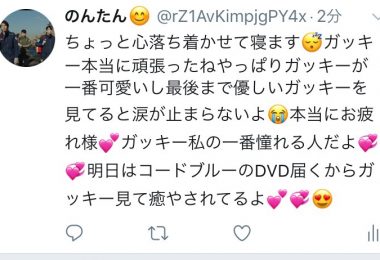 のんたん😊 @rZ1AvKimpjgPY4x・2分
ちょっと心落ち着かせて寝ます😴ガッキ
ー本当に頑張ったねやっぱりガッキーが
一番可愛いし最後まで優しいガッキーを
見てると涙が止まらないよ😭本当にお疲
れ様💕ガッキー私の一番憧れる人だよ💞
💞明日はコードブルーのDVD届くからガ
ッキー見て癒やされてるよ💕💞😍